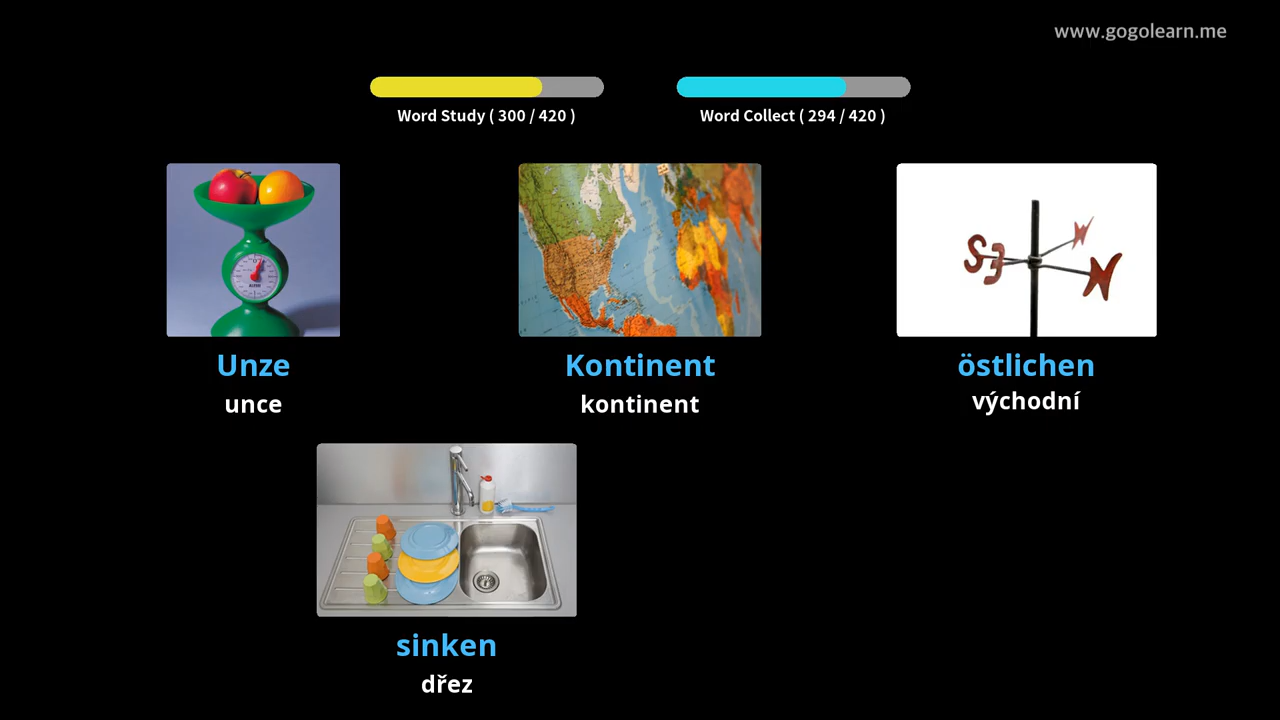 www.gogolearn.me
Word Study ( 300 / 420 )
Word Collect ( 294 / 420 )
Unze
unce
Kontinent
kontinent
S
E
N
W
östlichen
východní
sinken
dřez